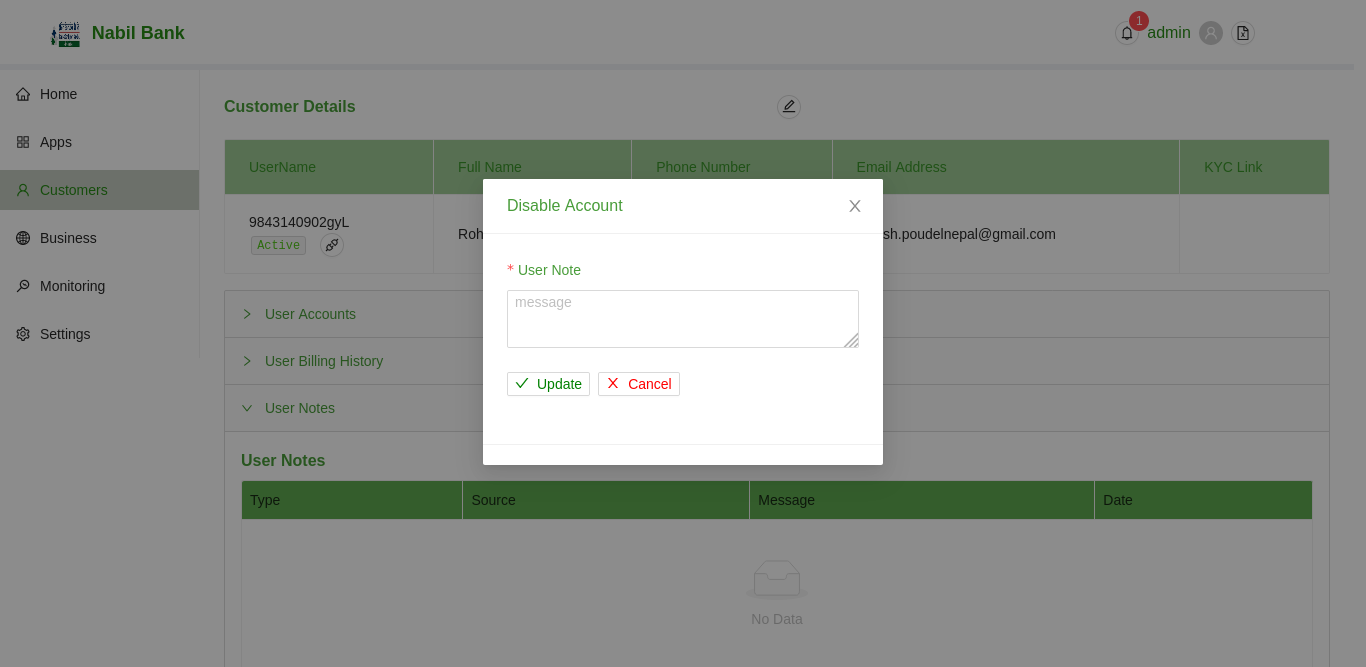 Nabil Bank
1
admin
Home
Apps
Customers
Business
Monitoring
Settings
Customer Details
UserName Full Name Phone Number Email Address KYC Link
9843140902gyL
Active
Roh
sh.poudelnepal@gmail.com
Disable Account
* User Note
message
Update Cancel
User Accounts
User Billing History
User Notes
User Notes
Type Source Message Date
No Data